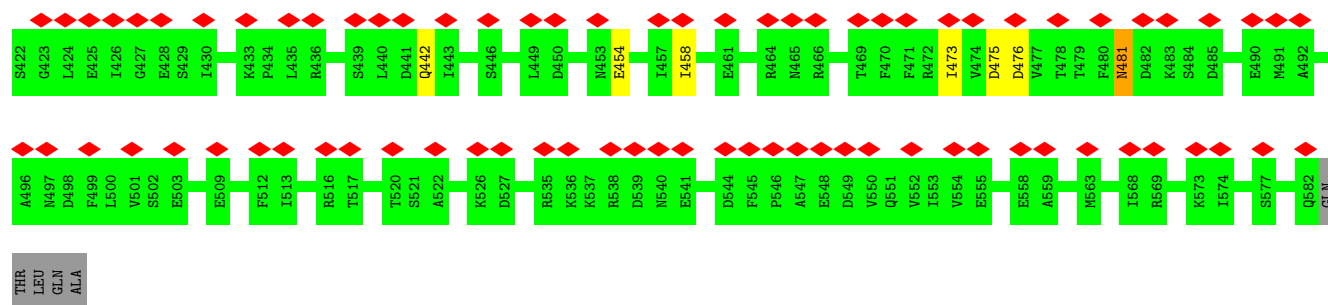 S422 G423 L424 E425 I426 G427 E428 S429 I430 K433 P434 L435 R436 S439 L440 D441 Q442 I443 S446 L449 D450 N453 E454 I457 I458 E461 R464 N465 R466 T469 F470 F471 R472 I473 V474 D475 D476 V477 T478 T479 F480 N481 D482 K483 S484 D485 E490 M491 A492
A496 N497 D498 F499 L500 V501 S502 E503 E509 F512 I513 R516 T517 T520 S521 A522 K526 D527 R535 K536 K537 R538 D539 N540 E541 D544 F545 P546 A547 E548 D549 V550 Q551 V552 I553 V554 E555 E558 A559 M563 I568 R569 K573 I574 S577 Q582 GLN
THR LEU GLN ALA